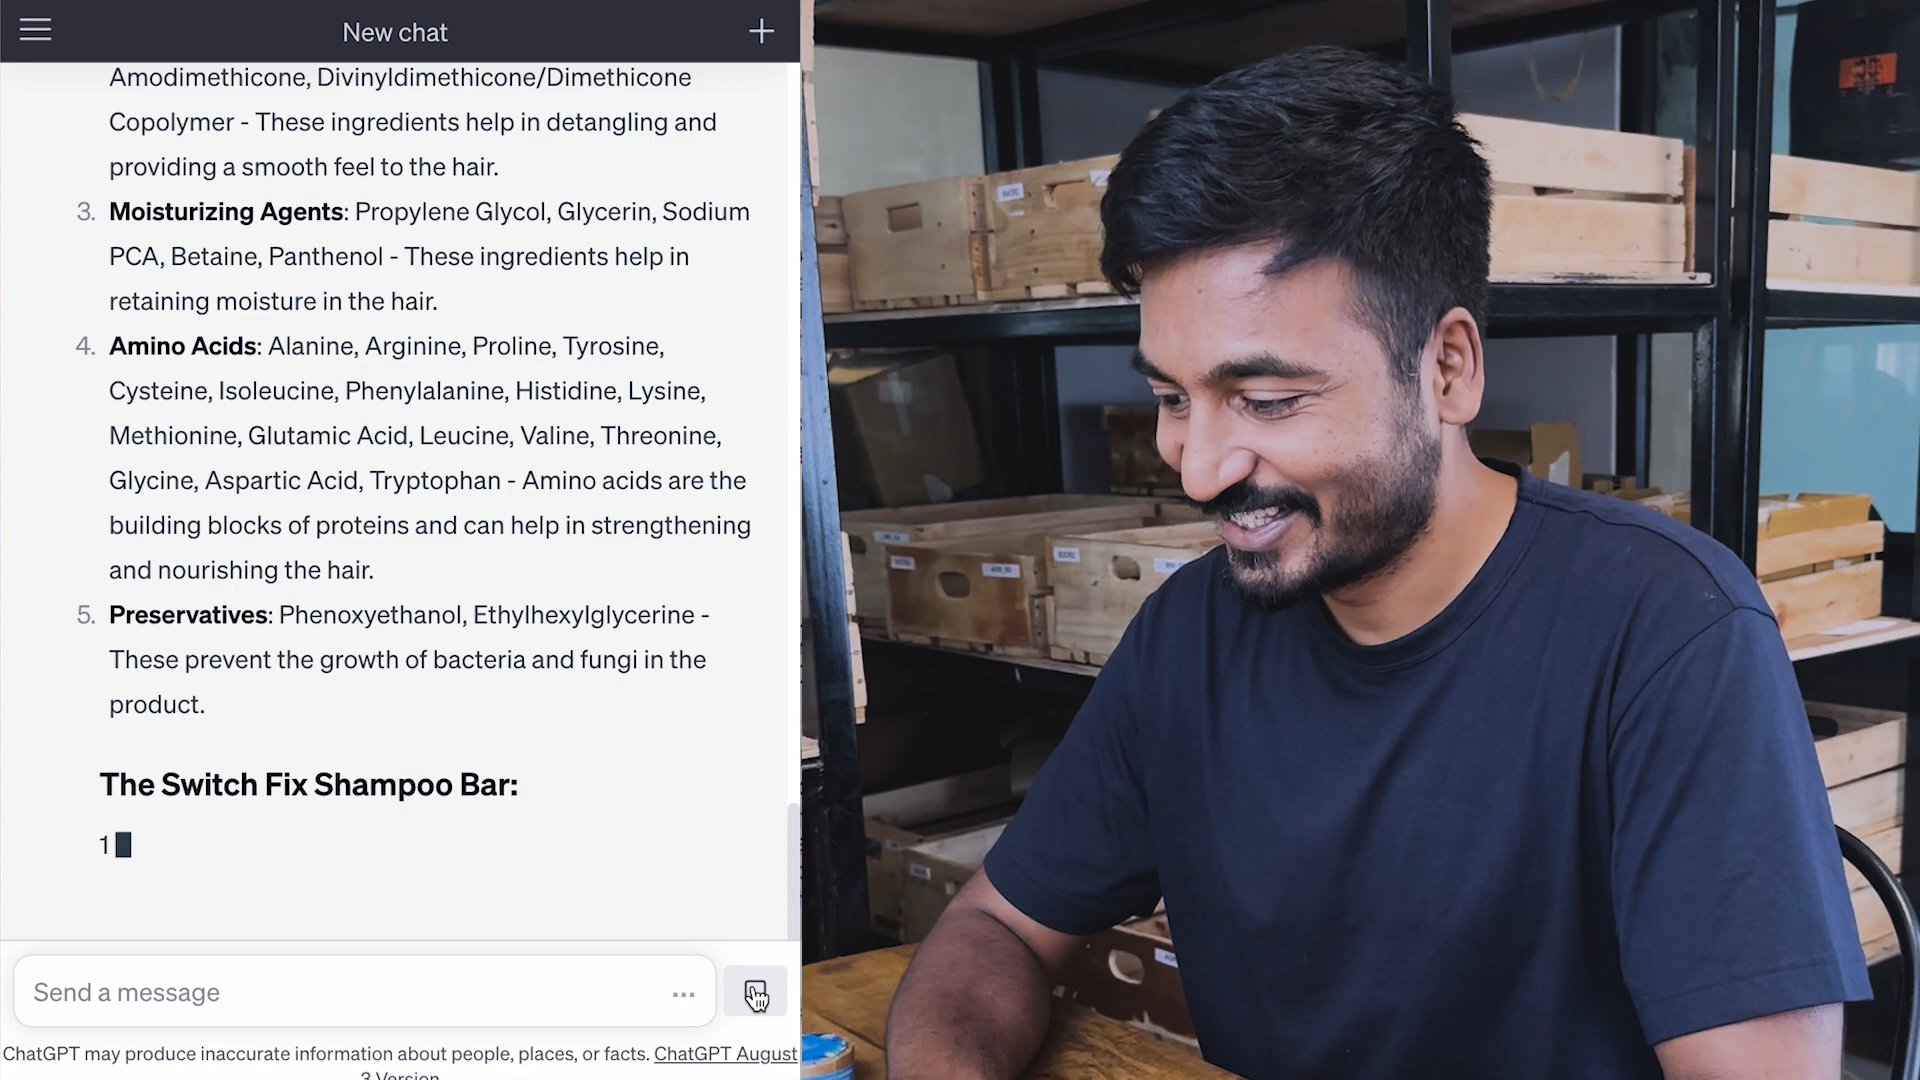 New chat
Amodimethicone, Divinyldimethicone/Dimethicone
Copolymer - These ingredients help in detangling and
providing a smooth feel to the hair.
3. Moisturizing Agents: Propylene Glycol, Glycerin, Sodium
PCA, Betaine, Panthenol - These ingredients help in
retaining moisture in the hair.
4. Amino Acids: Alanine, Arginine, Proline, Tyrosine,
Cysteine, Isoleucine, Phenylalanine, Histidine, Lysine,
Methionine, Glutamic Acid, Leucine, Valine, Threonine,
Glycine, Aspartic Acid, Tryptophan - Amino acids are the
building blocks of proteins and can help in strengthening
and nourishing the hair.
5. Preservatives: Phenoxyethanol, Ethylhexylglycerine -
These prevent the growth of bacteria and fungi in the
product.
The Switch Fix Shampoo Bar:
1
Send a message
ChatGPT may produce inaccurate information about people, places, or facts. ChatGPT August
3 Version